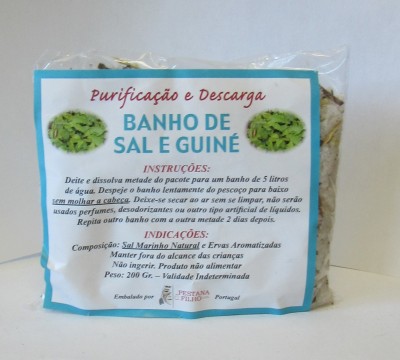 Purificação e Descarga
BANHO DE
SAL E GUINÉ
INSTRUÇÕES:
Deite e dissolva metade do pacote para um banho de 5 litros
de água. Despeje o banho lentamente do pescoço para baixo
sem molhar a cabeça. Deixe-se secar ao ar sem se limpar, não serão
usados perfumes, desodorizantes ou outro tipo artificial de líquidos.
Repita outro banho com a outra metade 2 dias depois.
INDICAÇÕES:
Composição: Sal Marinho Natural e Ervas Aromatizadas
Manter fora do alcance das crianças
Não ingerir. Produto não alimentar
Peso: 200 Gr. – Validade Indeterminada
Embalado por PESTANA FILHO Portugal